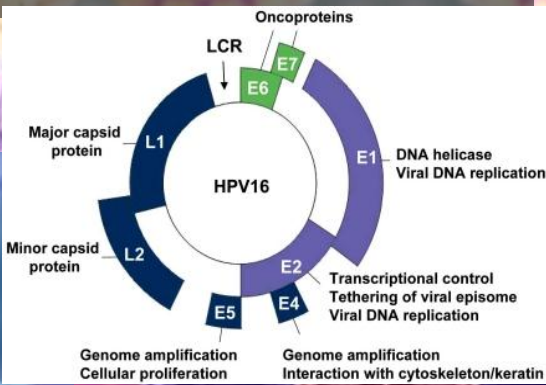 Oncoproteins
LCR
E7
E6
L1
Major capsid
protein
E1
DNA helicase
Viral DNA replication
HPV16
L2
Minor capsid
protein
E2
Transcriptional control
Tethering of viral episome
Viral DNA replication
E5
E4
Genome amplification
Cellular proliferation
Genome amplification
Interaction with cytoskeleton/keratin